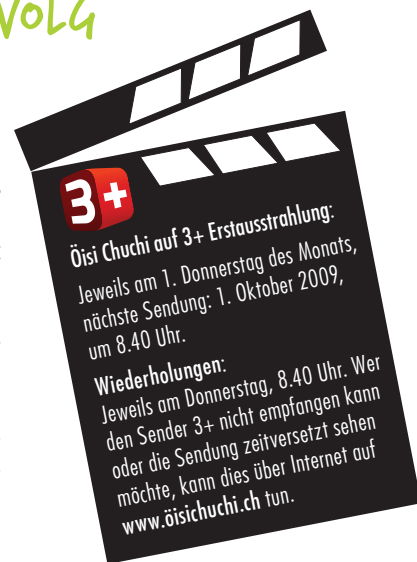 VOLG
3+
Öisi Chuchi auf 3+ Erstausstrahlung:
Jeweils am 1. Donnerstag des Monats,
nächste Sendung: 1. Oktober 2009,
um 8.40 Uhr.
Wiederholungen:
Jeweils am Donnerstag, 8.40 Uhr. Wer
den Sender 3+ nicht empfangen kann
oder die Sendung zeitversetzt sehen
möchte, kann dies über Internet auf
www.öisichuchi.ch tun.